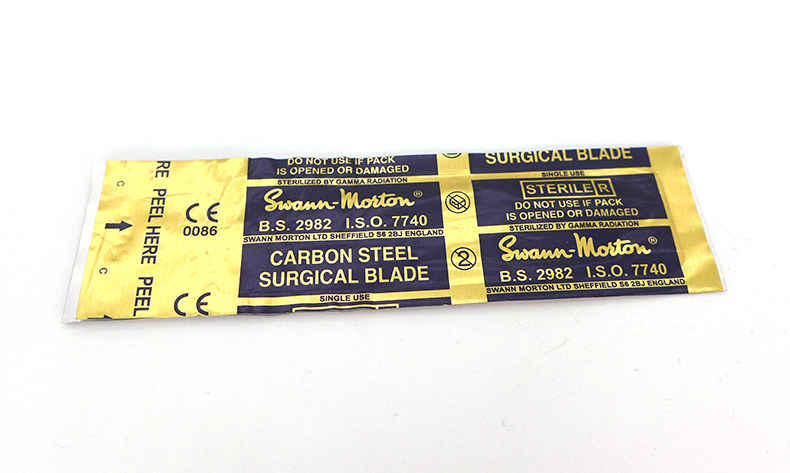 C
C
RE PEEL HERE PEEL
CE
0086
CE
DO NOT USE IF PACK
IS OPENED OR DAMAGED
STERILIZED BY GAMMA RADIATION
Swann-Morton®
B.S. 2982 I.S.O. 7740
SWANN MORTON LTD SHEFFIELD S6 2BJ ENGLAND
CARBON STEEL
SURGICAL BLADE
SINGLE USE
2
SURGICAL BLADE
SINGLE USE
STERILE R
DO NOT USE IF PACK
IS OPENED OR DAMAGED
STERILIZED BY GAMMA RADIATION
Swann-Morton®
B.S. 2982 I.S.O. 7740
SWANN MORTON LTD SHEFFIELD S6 2BJ ENGLAND